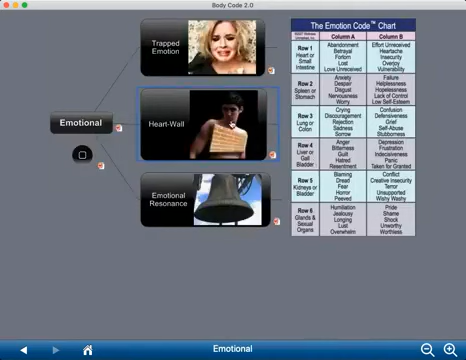 Body Code 2.0
Trapped
Emotion
Emotional
Heart-Wall
Emotional
Resonance
The Emotion Code™ Chart
Column A
Column B
Row 1
Heart or
Small
Intestine
Abandonment
Betrayal
Forlorn
Lost
Love Unreceived
Effort Unreceived
Heartache
Insecurity
Overjoy
Vulnerability
Row 2
Spleen or
Stomach
Anxiety
Despair
Disgust
Nervousness
Worry
Failure
Helplessness
Hopelessness
Lack of Control
Low Self-Esteem
Row 3
Lung or
Colon
Crying
Discouragement
Rejection
Sadness
Sorrow
Confusion
Defensiveness
Grief
Self-Abuse
Stubborness
Row 4
Liver or
Gall
Bladder
Anger
Bitterness
Guilt
Hatred
Resentment
Depression
Frustration
Indecisiveness
Panic
Taken for Granted
Row 5
Kidneys or
Bladder
Blaming
Dread
Fear
Horror
Peeved
Conflict
Creative Insecurity
Terror
Unsupported
Wishy Washy
Row 6
Glands &
Sexual
Organs
Humiliation
Jealousy
Longing
Lust
Overwhelm
Pride
Shame
Shock
Unworthy
Worthless
Emotional